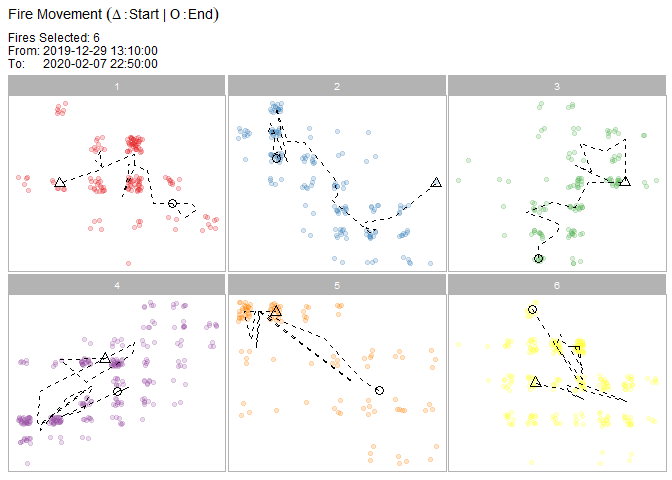 Fire Movement (Δ :Start | O :End)
Fires Selected: 6
From: 2019-12-29 13:10:00
To: 2020-02-07 22:50:00
1
2
3
4
5
6